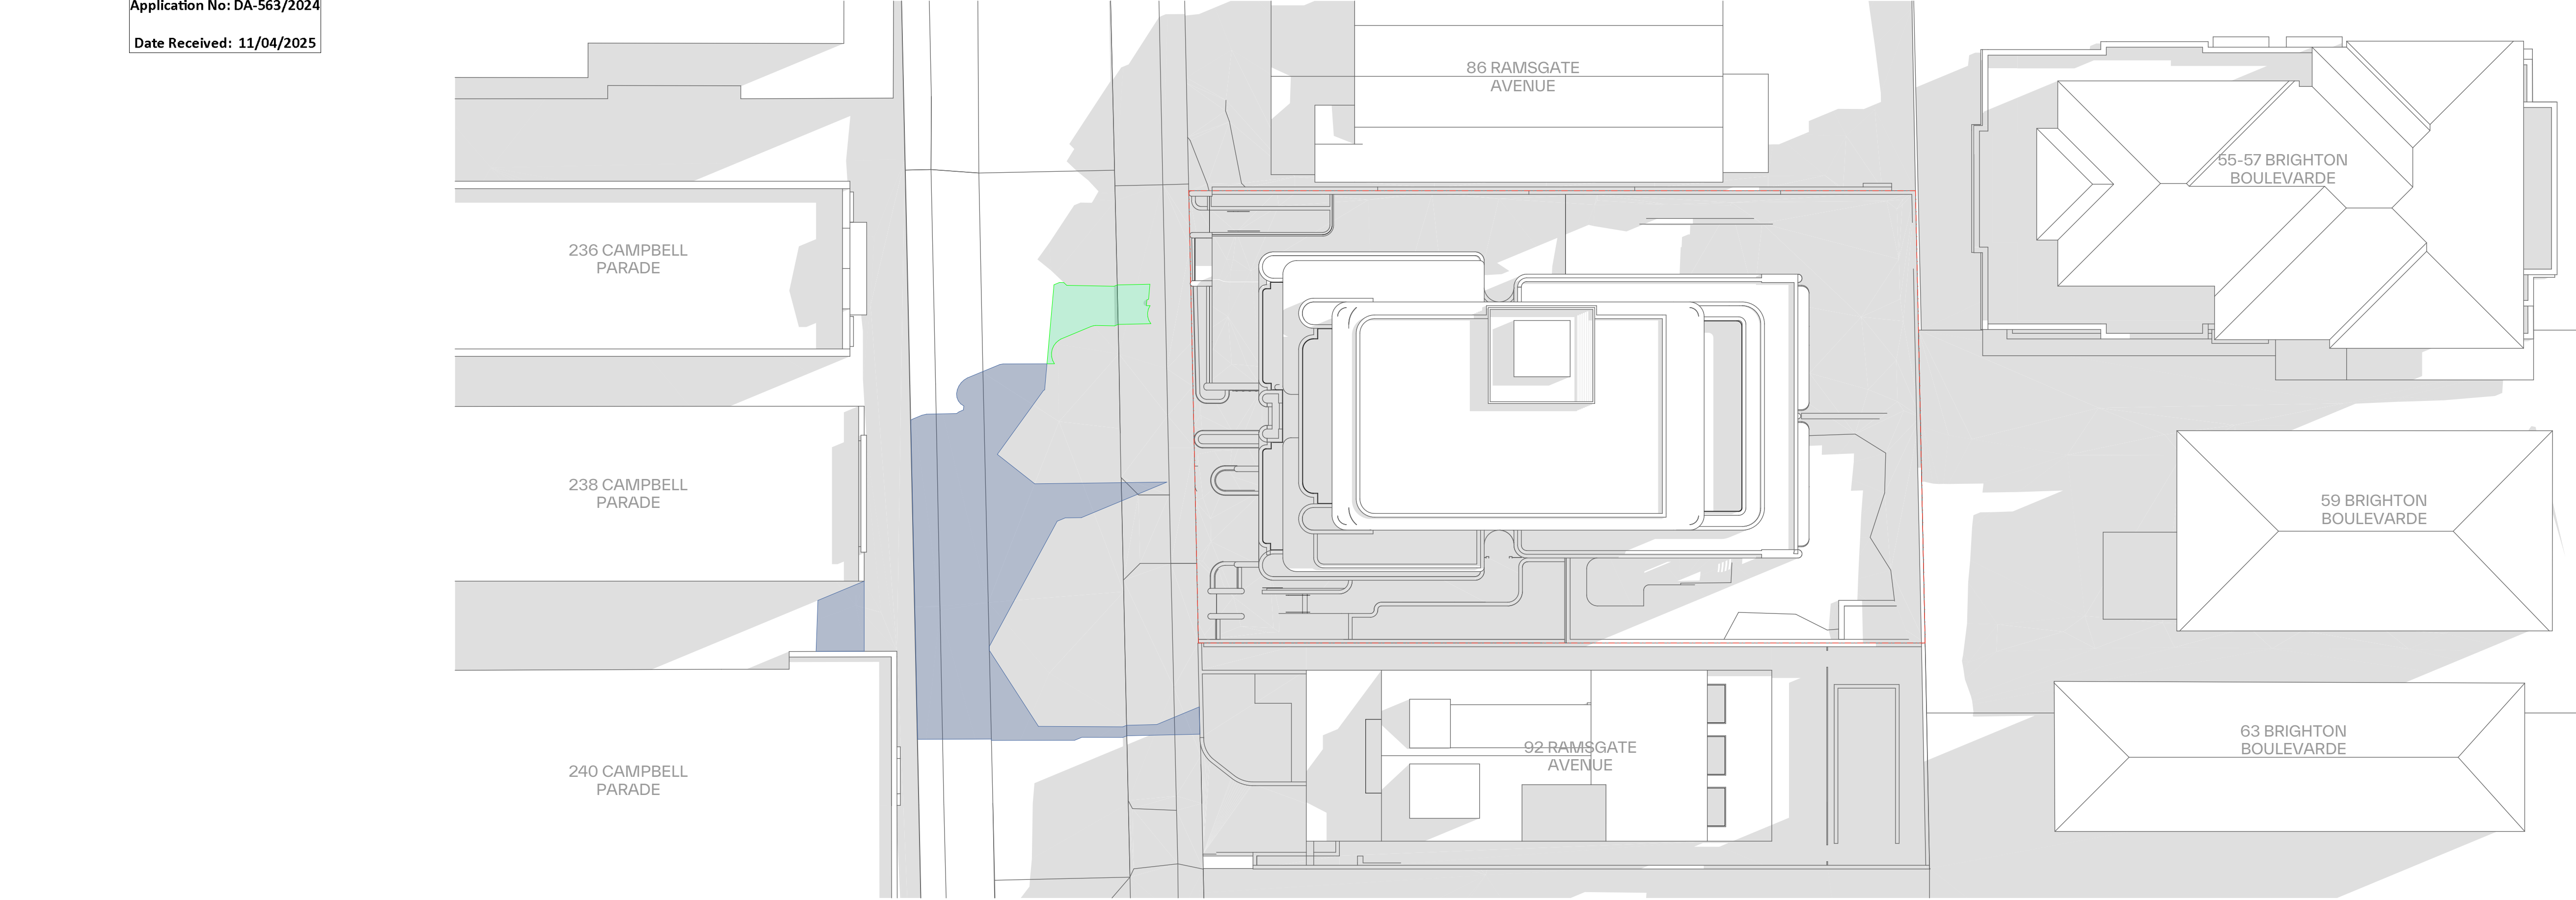 Application No: DA-563/2024
Date Received: 11/04/2025
86 RAMSGATE
AVENUE
55-57 BRIGHTON
BOULEVARDE
236 CAMPBELL
PARADE
238 CAMPBELL
PARADE
59 BRIGHTON
BOULEVARDE
63 BRIGHTON
BOULEVARDE
92 RAMSGATE
AVENUE
240 CAMPBELL
PARADE